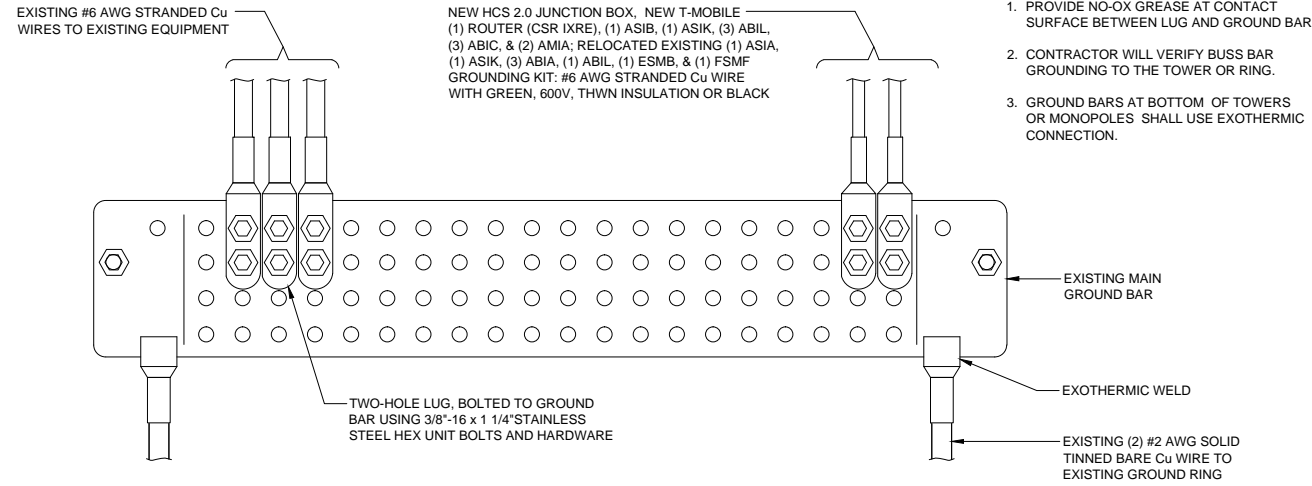 EXISTING #6 AWG STRANDED Cu
WIRES TO EXISTING EQUIPMENT
NEW HCS 2.0 JUNCTION BOX, NEW T-MOBILE
(1) ROUTER (CSR IXRE), (1) ASIB, (1) ASIK, (3) ABIL,
(3) ABIC, & (2) AMIA; RELOCATED EXISTING (1) ASIA,
(1) ASIK, (3) ABIA, (1) ABIL, (1) ESMB, & (1) FSMF
GROUNDING KIT: #6 AWG STRANDED Cu WIRE
WITH GREEN, 600V, THWN INSULATION OR BLACK
1. PROVIDE NO-OX GREASE AT CONTACT
SURFACE BETWEEN LUG AND GROUND BAR
2. CONTRACTOR WILL VERIFY BUSS BAR
GROUNDING TO THE TOWER OR RING.
3. GROUND BARS AT BOTTOM OF TOWERS
OR MONOPOLES SHALL USE EXOTHERMIC
CONNECTION.
EXISTING MAIN
GROUND BAR
EXOTHERMIC WELD
TWO-HOLE LUG, BOLTED TO GROUND
BAR USING 3/8"-16 x 1 1/4"STAINLESS
STEEL HEX UNIT BOLTS AND HARDWARE
EXISTING (2) #2 AWG SOLID
TINNED BARE Cu WIRE TO
EXISTING GROUND RING